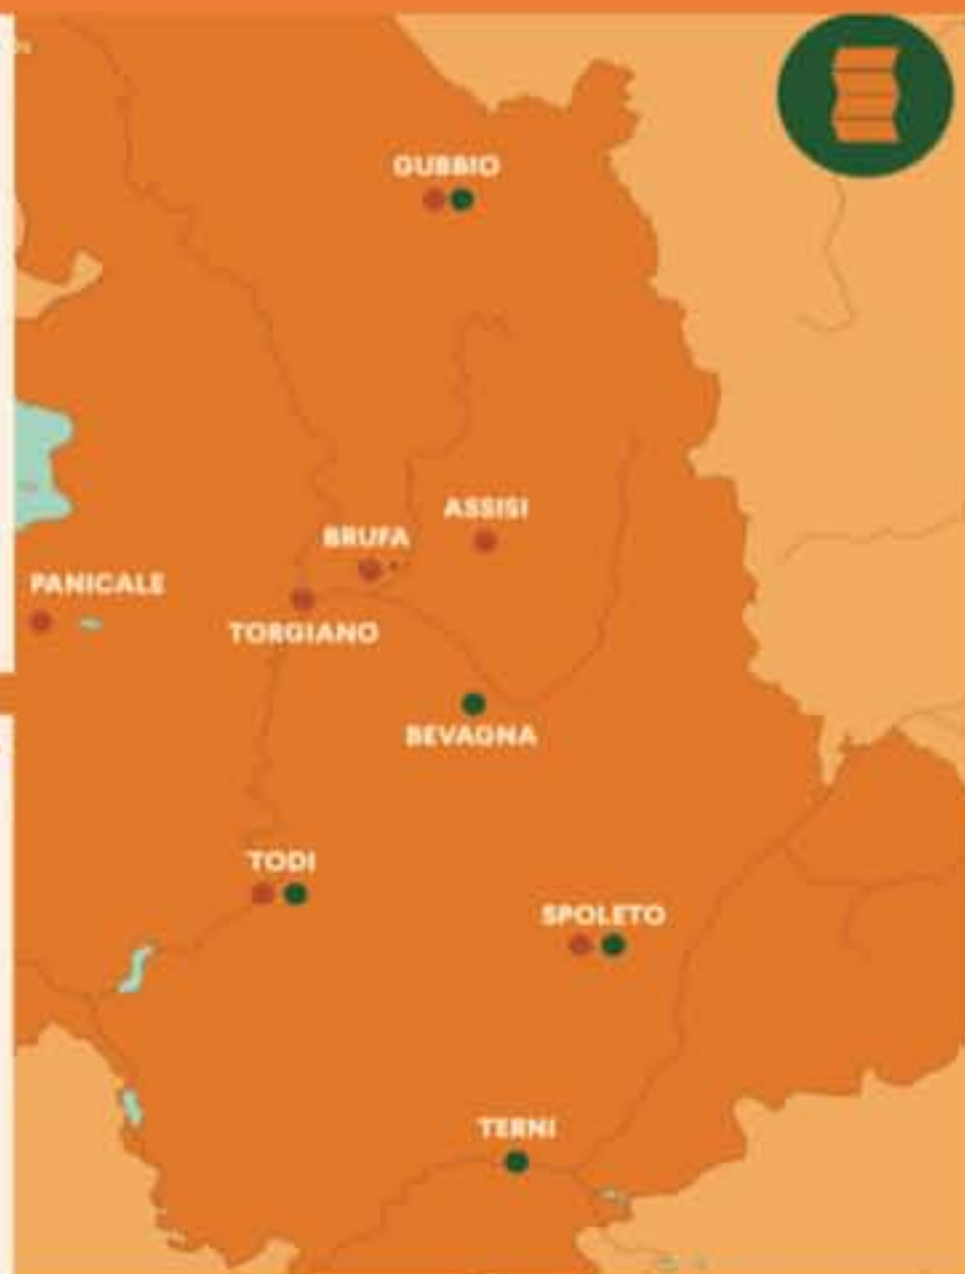 GUBBIO
ASSISI
BRUFA
PANICALE
TORGIANO
BEVAGNA
TODI
SPOLETO
TERNI